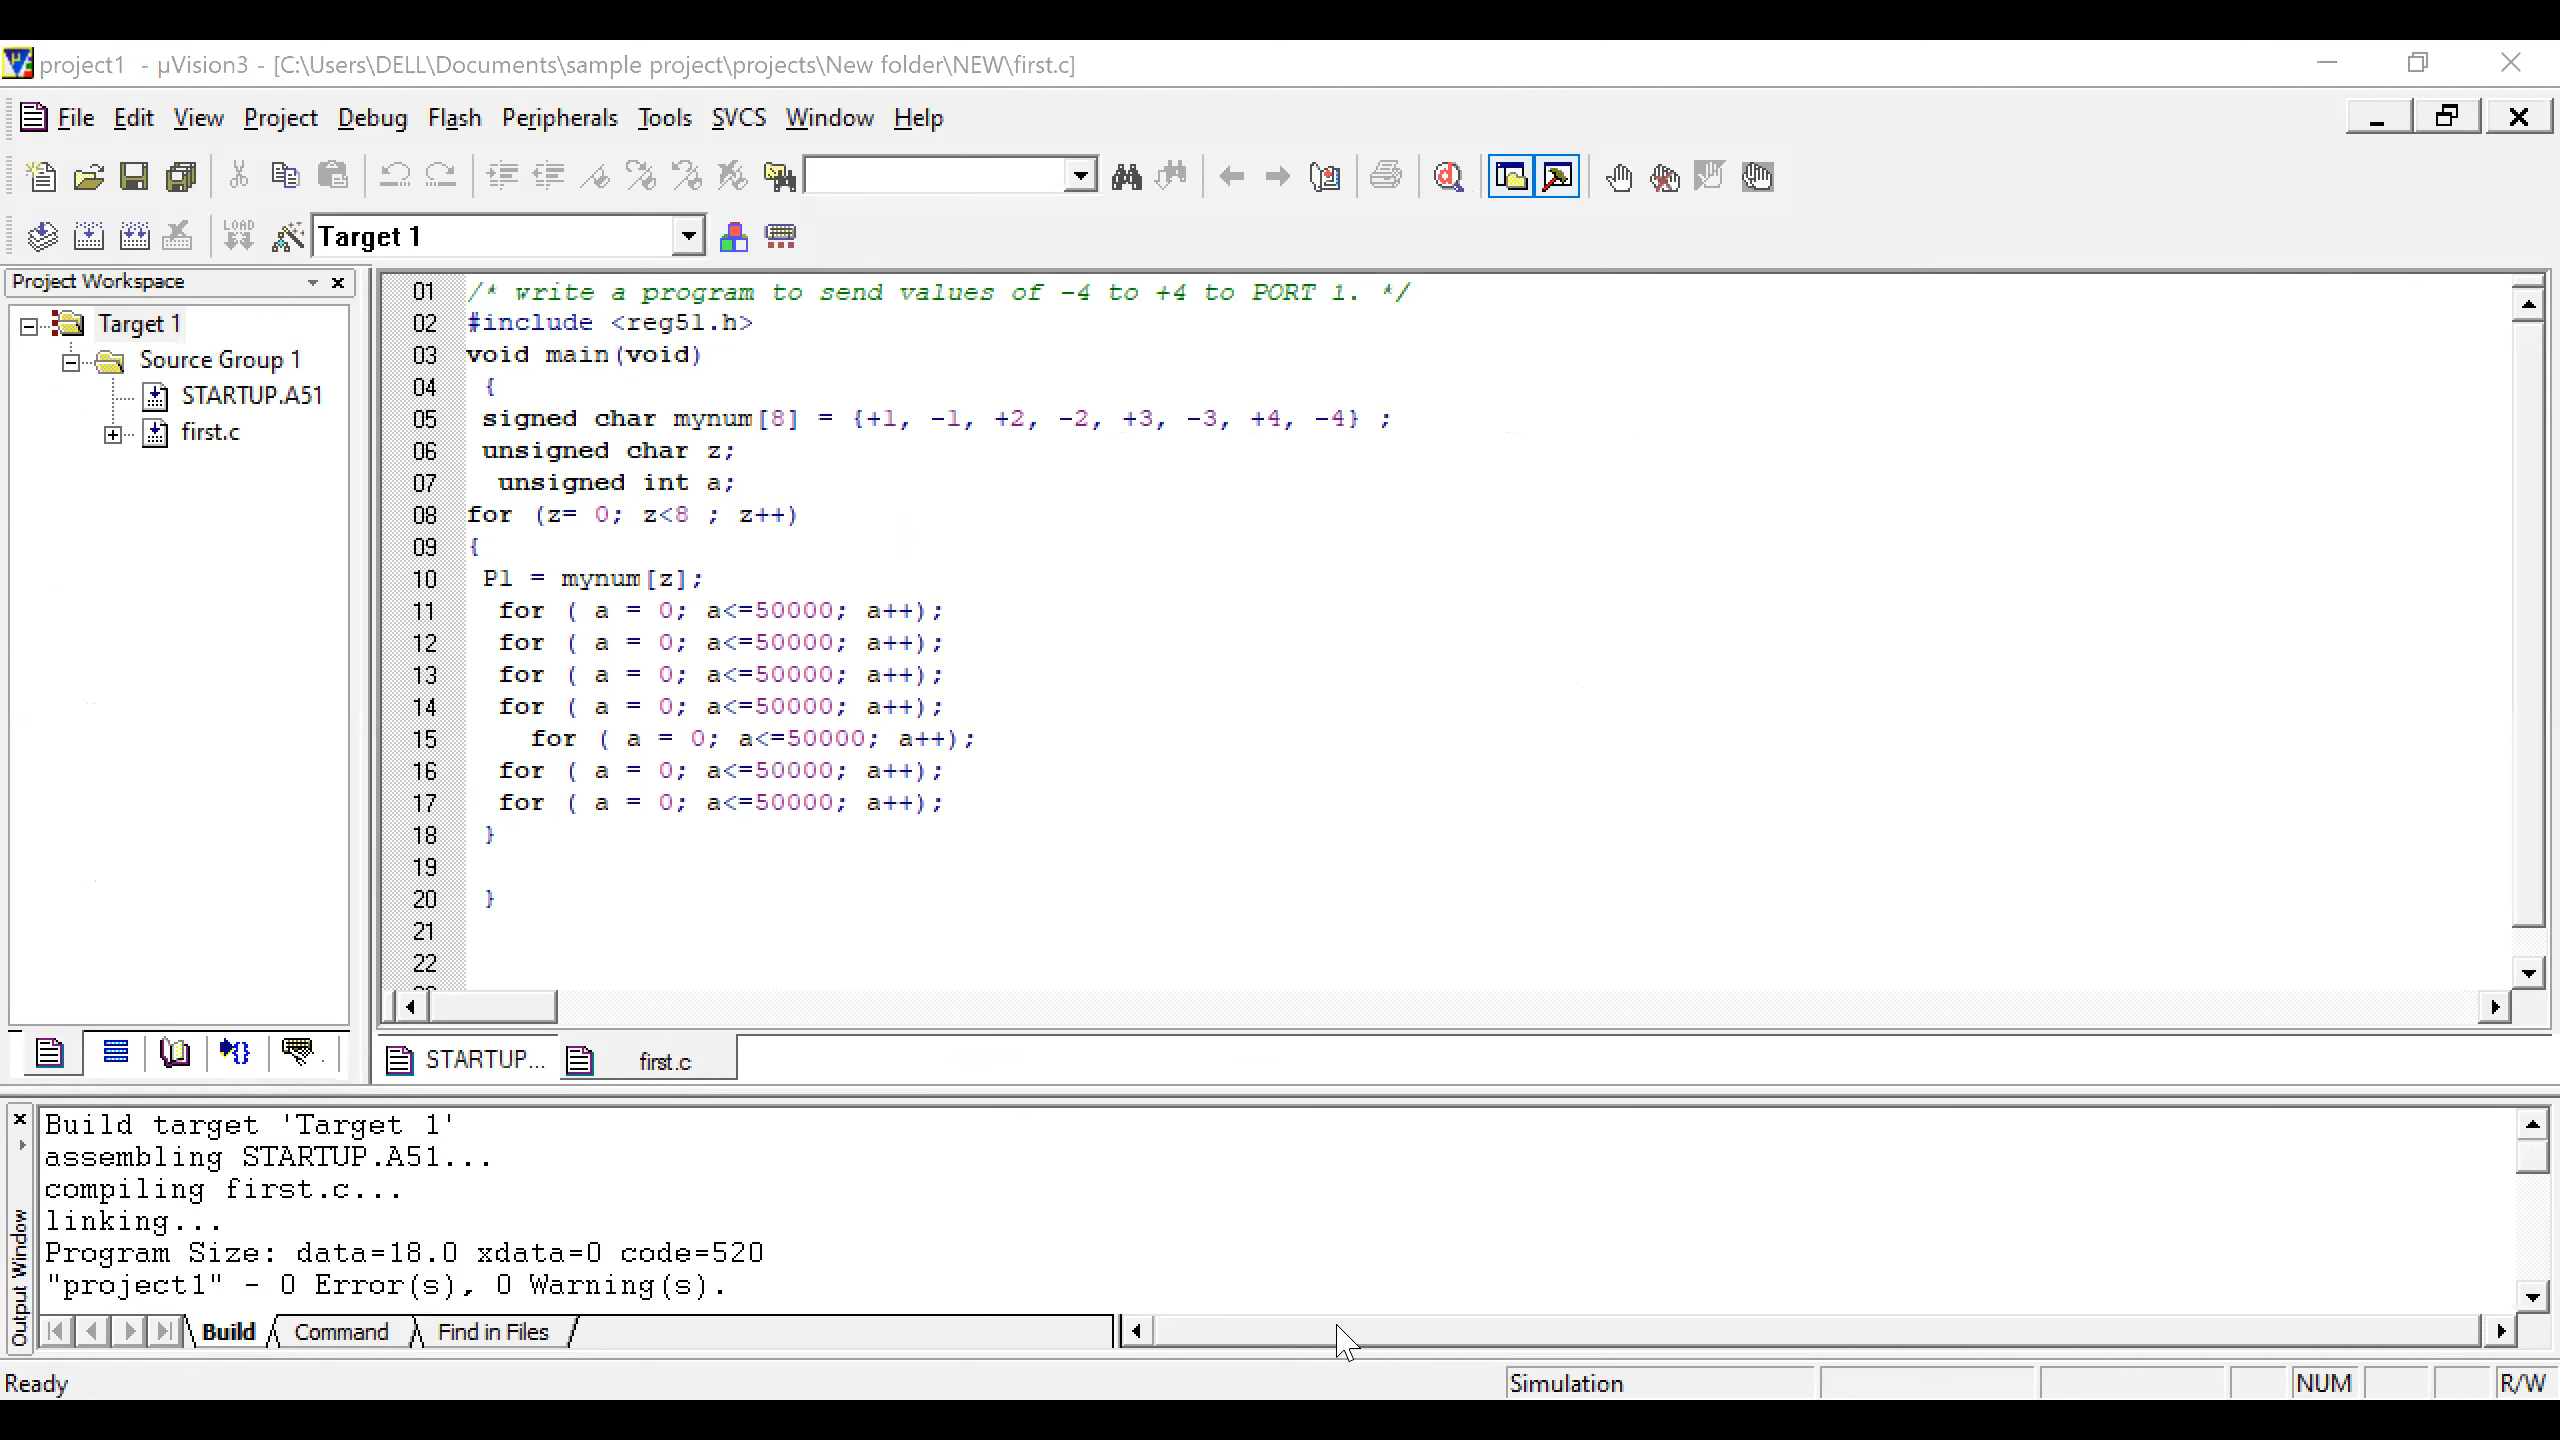 project1 - µVision3 - [C:\Users\DELL\Documents\sample project\projects\New folder\NEW\first.c]
File Edit View Project Debug Flash Peripherals Tools SVCS Window Help
LOAD
Target 1
Project Workspace
Target 1
Source Group 1
STARTUP.A51
first.c
01 /* write a program to send values of -4 to +4 to PORT 1. */
02 #include <reg51.h>
03 void main(void)
04 {
05 signed char mynum[8] = {+1, -1, +2, -2, +3, -3, +4, -4} ;
06 unsigned char z;
07 unsigned int a;
08 for (z= 0; z<8 ; z++)
09 {
10 P1 = mynum[z];
11 for ( a = 0; a<=50000; a++);
12 for ( a = 0; a<=50000; a++);
13 for ( a = 0; a<=50000; a++);
14 for ( a = 0; a<=50000; a++);
15 for ( a = 0; a<=50000; a++);
16 for ( a = 0; a<=50000; a++);
17 for ( a = 0; a<=50000; a++);
18 }
19
20 }
21
22
STARTUP... first.c
Output Window
Build target 'Target 1'
assembling STARTUP.A51...
compiling first.c...
linking...
Program Size: data=18.0 xdata=0 code=520
"project1" - 0 Error(s), 0 Warning(s).
Build Command Find in Files
Ready Simulation NUM R/W